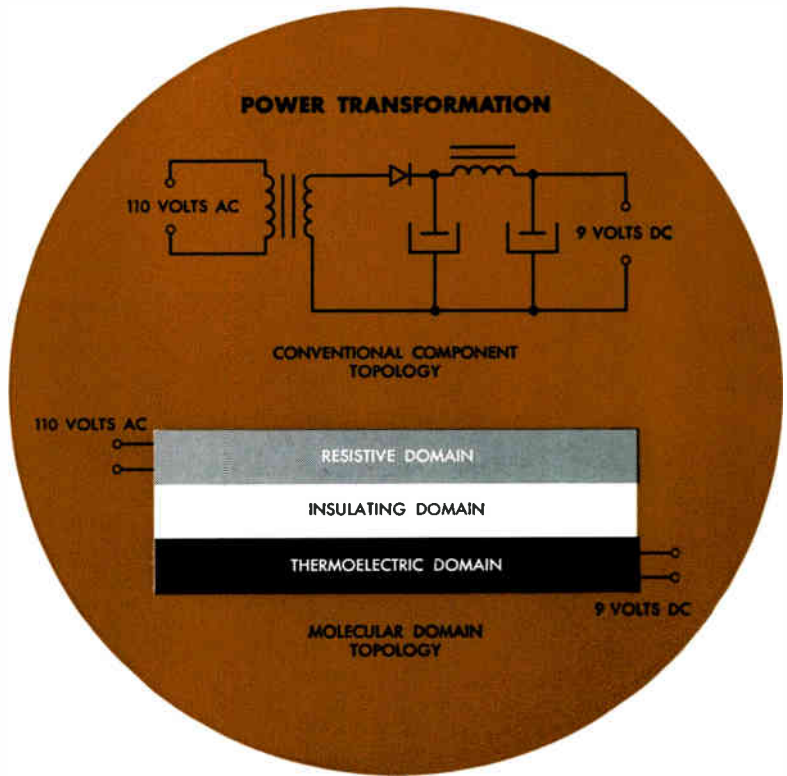 POWER TRANSFORMATION
110 VOLTS AC
9 VOLTS DC
CONVENTIONAL COMPONENT
TOPOLOGY
110 VOLTS AC
RESISTIVE DOMAIN
INSULATING DOMAIN
THERMOELECTRIC DOMAIN
9 VOLTS DC
MOLECULAR DOMAIN
TOPOLOGY